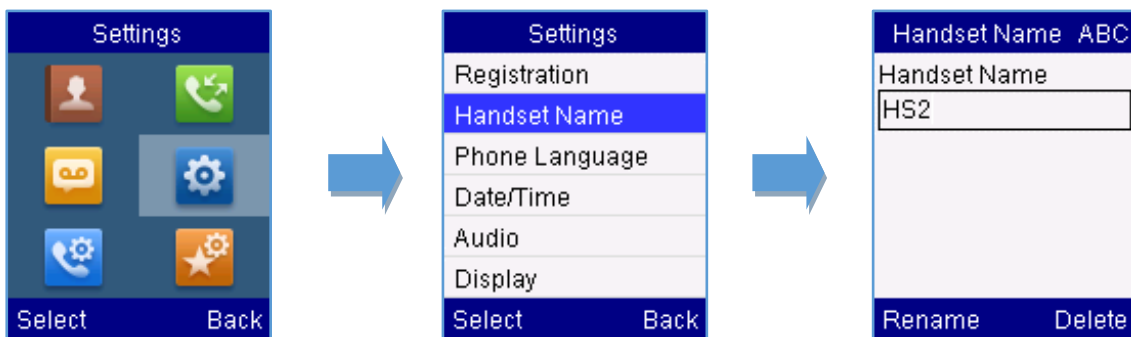 Settings
Select Back
Settings
Registration
Handset Name
Phone Language
Date/Time
Audio
Display
Select Back
Handset Name ABC
Handset Name
HS2
Rename Delete